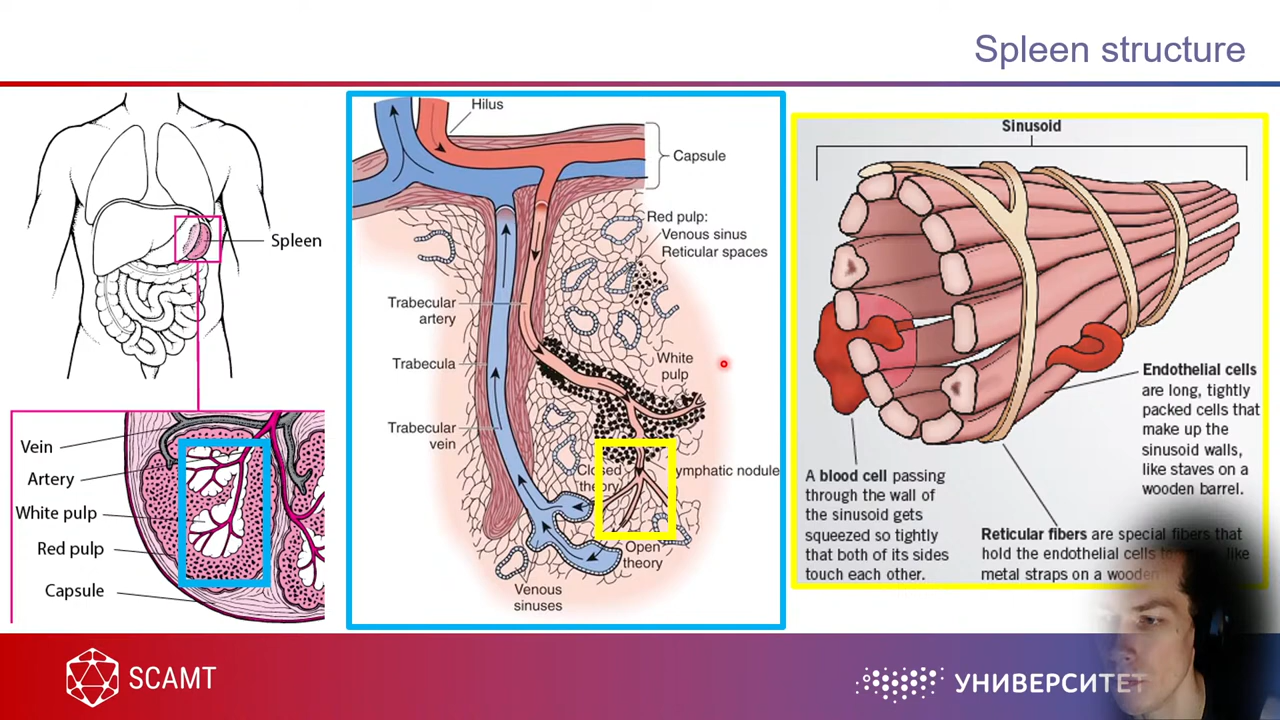 Spleen structure
Spleen
Vein
Artery
White pulp
Red pulp
Capsule
Hilus
Capsule
Red pulp:
Venous sinus
Reticular spaces
Trabecular
artery
Trabecula
White
pulp
Trabecular
vein
Closed
theory
ymphatic nodule
Open
theory
Venous
sinuses
Sinusoid
Endothelial cells
are long, tightly
packed cells that
make up the
sinusoid walls,
like staves on a
wooden barrel.
A blood cell passing
through the wall of
the sinusoid gets
squeezed so tightly
that both of its sides
touch each other.
Reticular fibers are special fibers that
hold the endothelial cells like
metal straps on a wooden
SCAMT
УНИВЕРСИТЕТ